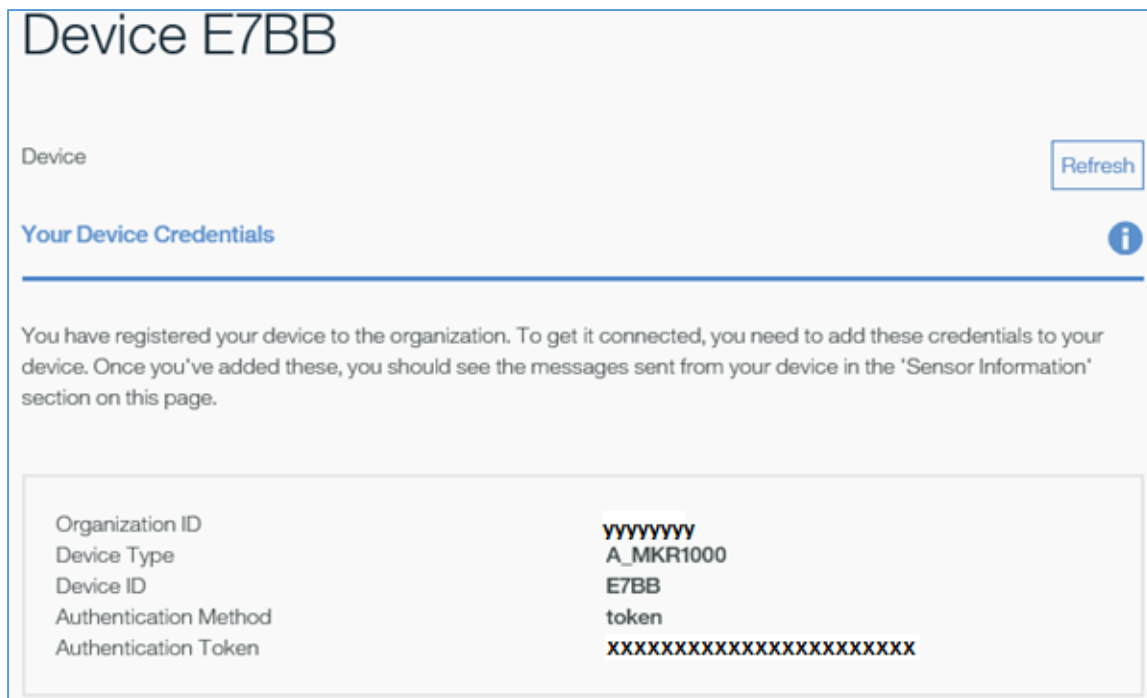 Device E7BB
Device
Refresh
Your Device Credentials
i
You have registered your device to the organization. To get it connected, you need to add these credentials to your
device. Once you've added these, you should see the messages sent from your device in the 'Sensor Information'
section on this page.
Organization ID yyyyyyyy
Device Type A_MKR1000
Device ID E7BB
Authentication Method token
Authentication Token xxxxxxxxxxxxxxxxxxxxxxx